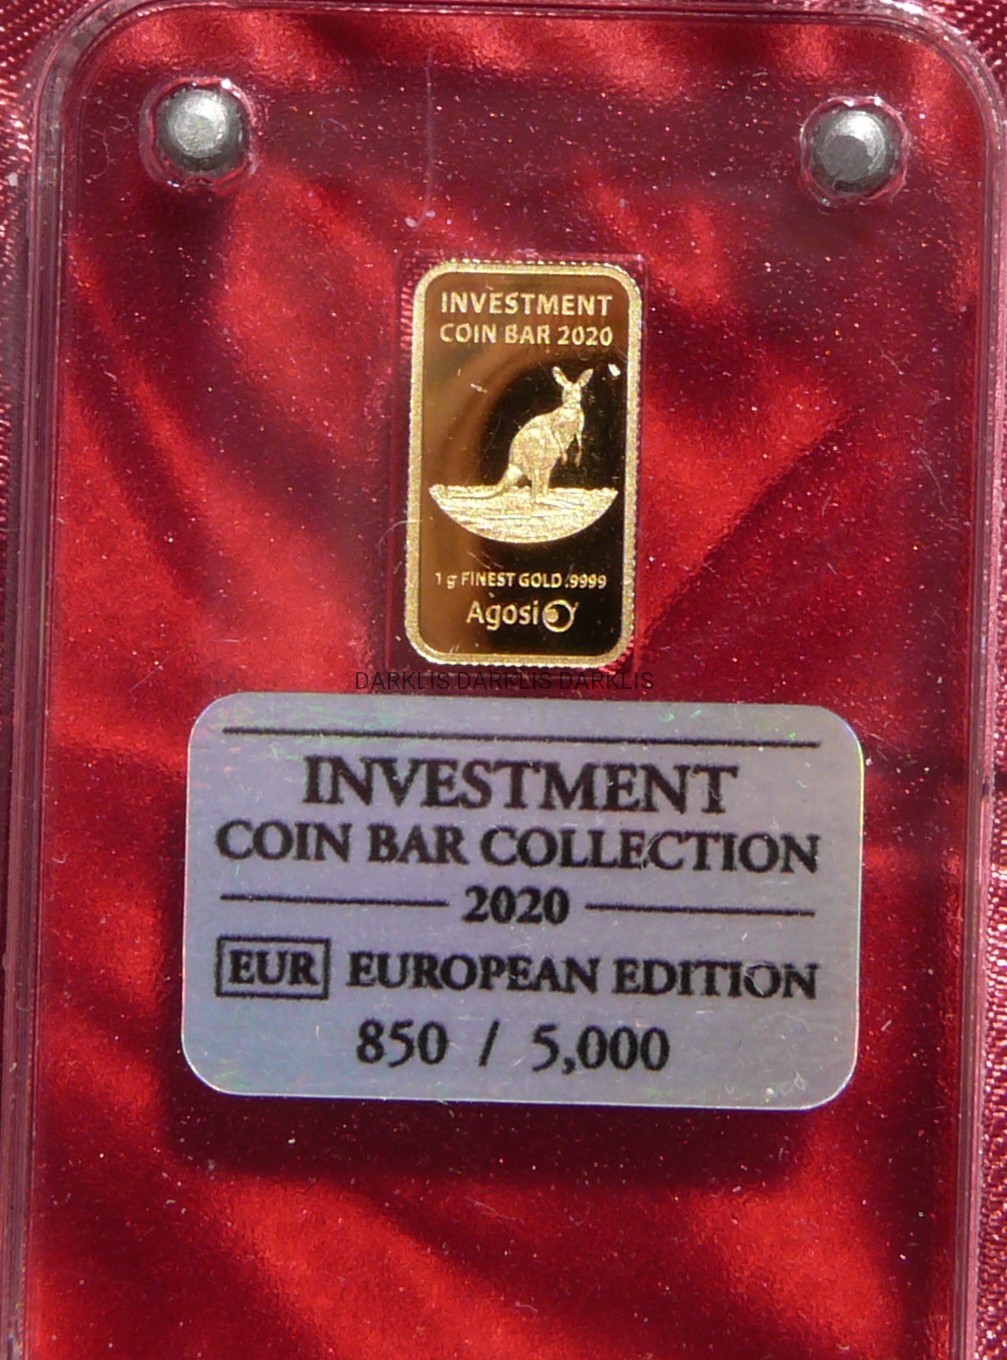 INVESTMENT
COIN BAR 2020
1 g FINEST GOLD .9999
Agosi
DARKLIS DARKLIS DARKLIS
INVESTMENT
COIN BAR COLLECTION
2020
EUR EUROPEAN EDITION
850 / 5,000